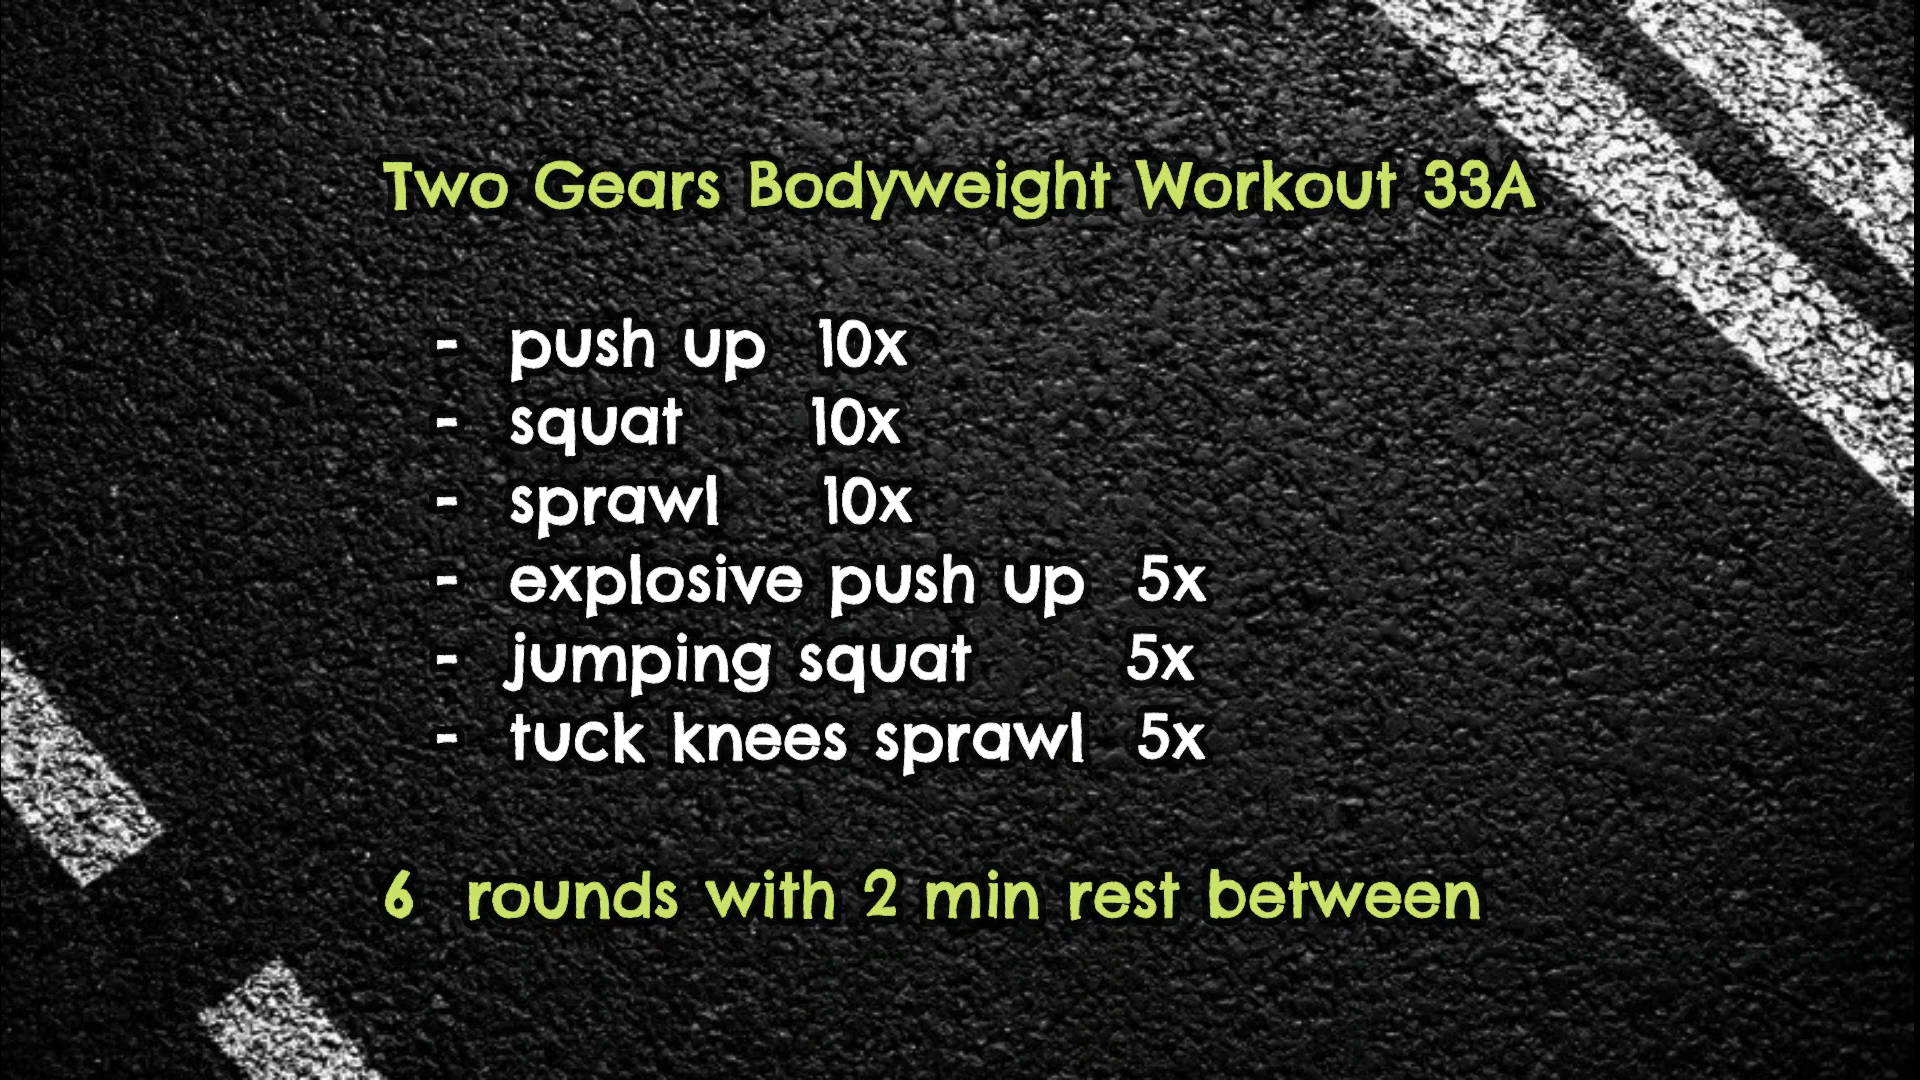 Two Gears Bodyweight Workout 33A
- push up 10x
- squat 10x
- sprawl 10x
- explosive push up 5x
- jumping squat 5x
- tuck knees sprawl 5x
6 rounds with 2 min rest between